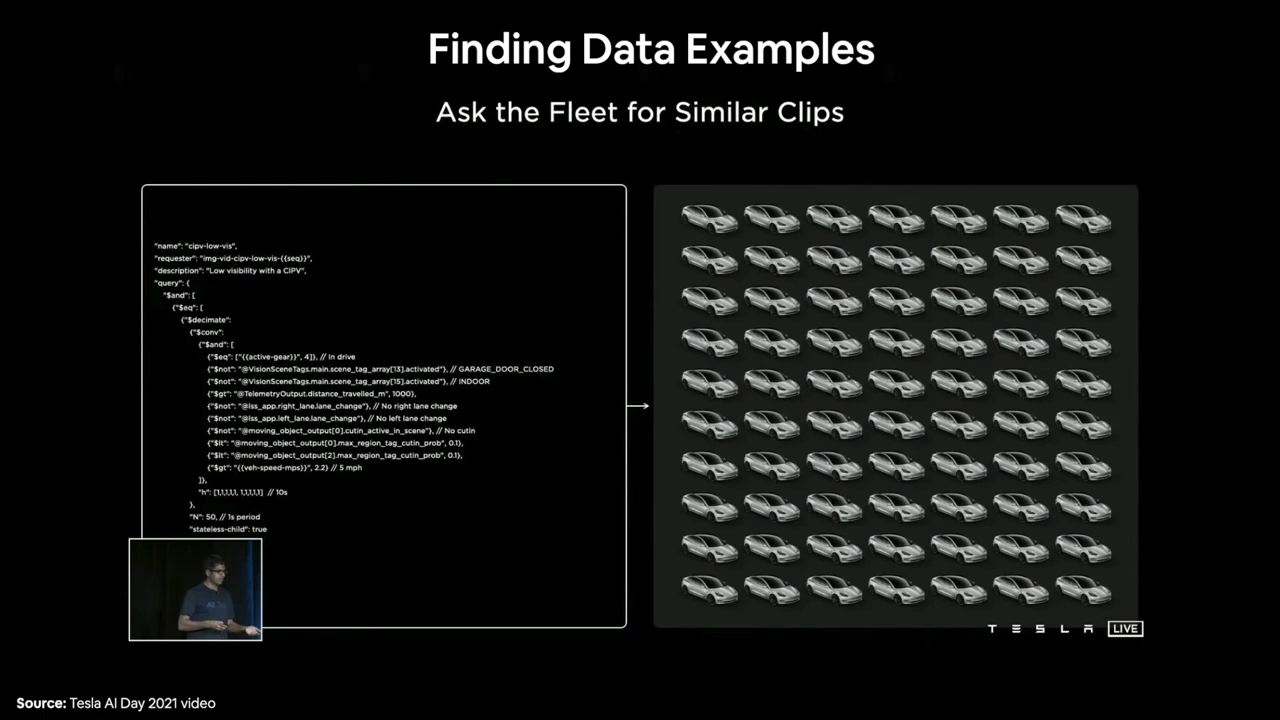 Finding Data Examples
Ask the Fleet for Similar Clips
"name": "cipv-low-vis",
"requester": "img-vid-cipv-low-vis-{{seq}}",
"description": "Low visibility with a CIPV",
"query": {
"$and": [
{"$eq": [
{"$decimate":
{"$conv":
{"$and": [
{"$eq": ["{{active-gear}}", 4]}, // In drive
{"$not": "@VisionSceneTags.main.scene_tag_array[13].activated"}, // GARAGE_DOOR_CLOSED
{"$not": "@VisionSceneTags.main.scene_tag_array[15].activated"}, // INDOOR
{"$gt": "@TelemetryOutput.distance_travelled_m", 1000},
{"$not": "@lss_app.right_lane.lane_change"}, // No right lane change
{"$not": "@lss_app.left_lane.lane_change"}, // No left lane change
{"$not": "@moving_object_output[0].cutin_active_in_scene"}, // No cutin
{"$lt": "@moving_object_output[0].max_region_tag_cutin_prob", 0.1},
{"$lt": "@moving_object_output[2].max_region_tag_cutin_prob", 0.1},
{"$gt": "{{veh-speed-mps}}", 2.2} // 5 mph
]},
"h": [1,1,1,1,1, 1,1,1,1,1] // 10s
},
"N": 50, // 1s period
"stateless-child": true
TESLA LIVE
Source: Tesla AI Day 2021 video